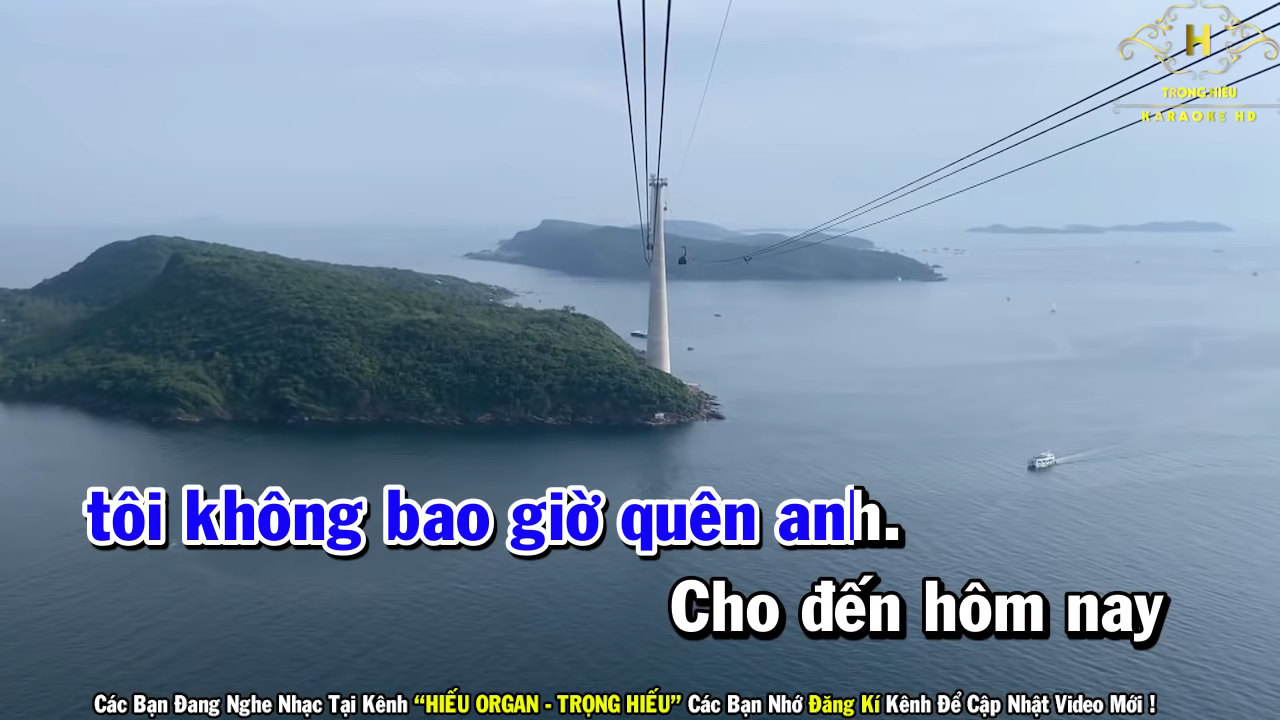 H
TRỌNG HIẾU
KARAOKE HD
tôi không bao giờ quên anh.
Cho đến hôm nay
Các Bạn Đang Nghe Nhạc Tại Kênh “HIẾU ORGAN - TRỌNG HIẾU” Các Bạn Nhớ Đăng Kí Kênh Để Cập Nhật Video Mới !